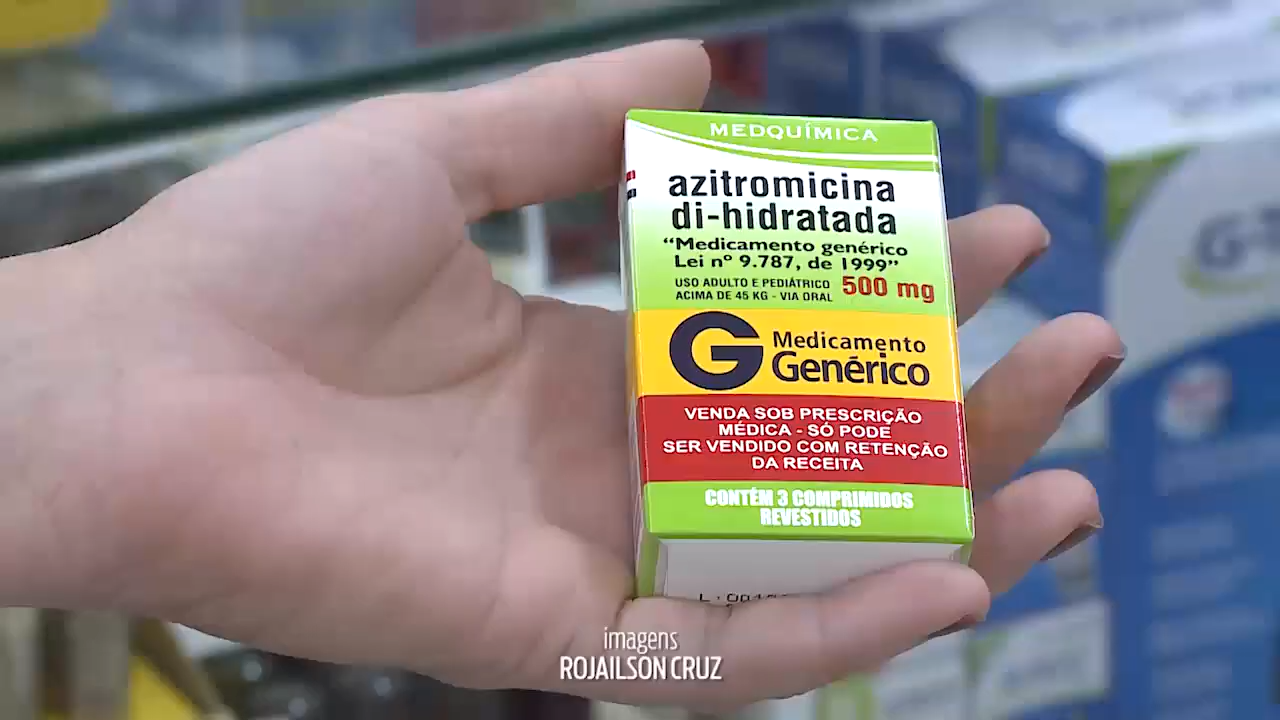 MEDQUÍMICA
azitromicina
di-hidratada
“Medicamento genérico
Lei nº 9.787, de 1999”
USO ADULTO E PEDIÁTRICO
ACIMA DE 45 KG - VIA ORAL
500 mg
G Medicamento
Genérico
VENDA SOB PRESCRIÇÃO
MÉDICA - SÓ PODE
SER VENDIDO COM RETENÇÃO
DA RECEITA
CONTÉM 3 COMPRIMIDOS
REVESTIDOS
imagens
ROJAILSON CRUZ